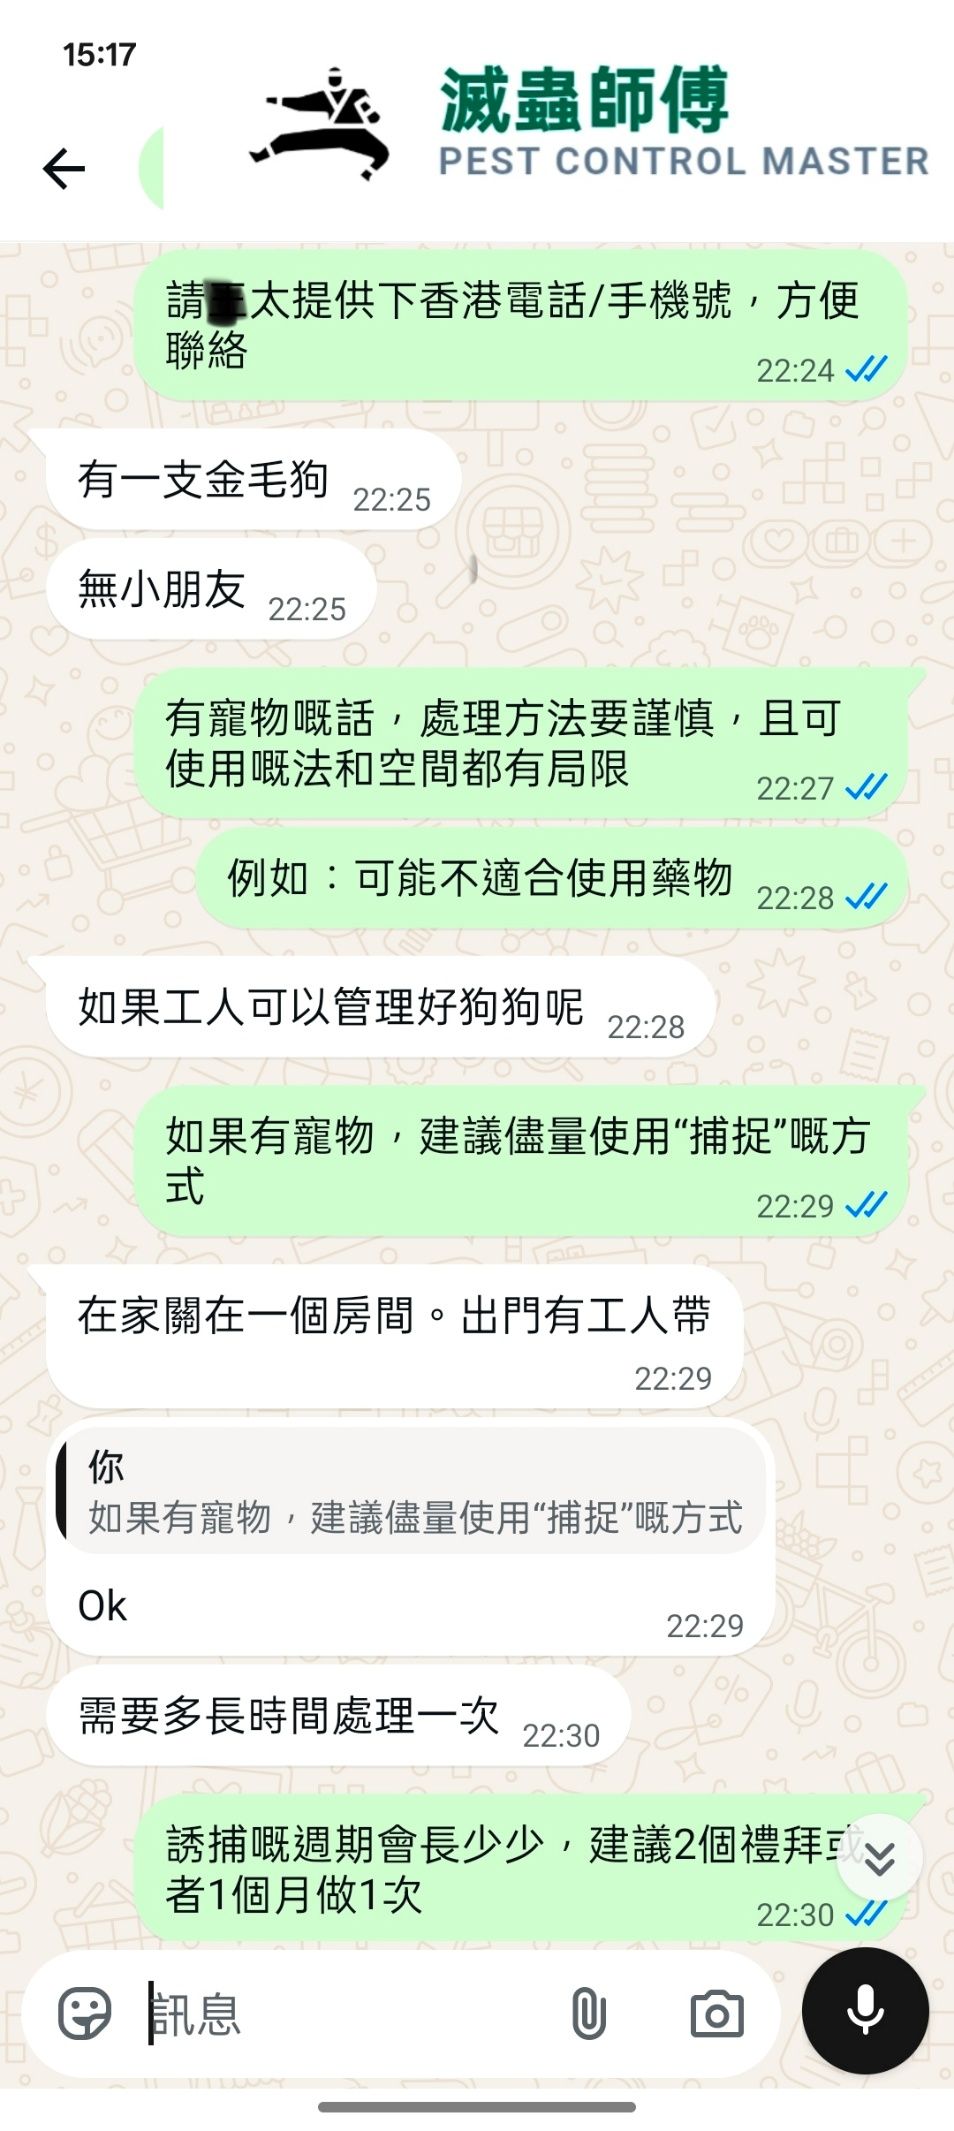 15:17
滅蟲師傅
PEST CONTROL MASTER
請太提供下香港電話/手機號，方便
聯絡
22:24
有一支金毛狗
22:25
無小朋友
22:25
有寵物嘅話，處理方法要謹慎，且可
使用嘅法和空間都有局限
22:27
例如：可能不適合使用藥物
22:28
如果工人可以管理好狗狗呢
22:28
如果有寵物，建議儘量使用“捕捉”嘅方
式
22:29
在家關在一個房間。出門有工人帶
22:29
你
如果有寵物，建議儘量使用“捕捉”嘅方式
Ok
22:29
需要多長時間處理一次
22:30
誘捕嘅週期會長少少，建議2個禮拜或
者1個月做1次
22:30
訊息